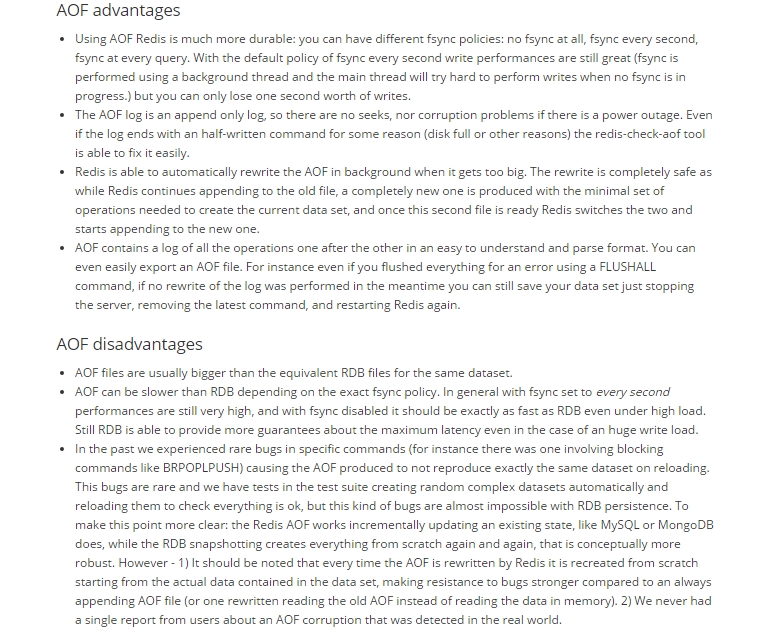 AOF advantages
• Using AOF Redis is much more durable: you can have different fsync policies: no fsync at all, fsync every second,
fsync at every query. With the default policy of fsync every second write performances are still great (fsync is
performed using a background thread and the main thread will try hard to perform writes when no fsync is in
progress.) but you can only lose one second worth of writes.
• The AOF log is an append only log, so there are no seeks, nor corruption problems if there is a power outage. Even
if the log ends with an half-written command for some reason (disk full or other reasons) the redis-check-aof tool
is able to fix it easily.
• Redis is able to automatically rewrite the AOF in background when it gets too big. The rewrite is completely safe as
while Redis continues appending to the old file, a completely new one is produced with the minimal set of
operations needed to create the current data set, and once this second file is ready Redis switches the two and
starts appending to the new one.
• AOF contains a log of all the operations one after the other in an easy to understand and parse format. You can
even easily export an AOF file. For instance even if you flushed everything for an error using a FLUSHALL
command, if no rewrite of the log was performed in the meantime you can still save your data set just stopping
the server, removing the latest command, and restarting Redis again.
AOF disadvantages
• AOF files are usually bigger than the equivalent RDB files for the same dataset.
• AOF can be slower than RDB depending on the exact fsync policy. In general with fsync set to every second
performances are still very high, and with fsync disabled it should be exactly as fast as RDB even under high load.
Still RDB is able to provide more guarantees about the maximum latency even in the case of an huge write load.
• In the past we experienced rare bugs in specific commands (for instance there was one involving blocking
commands like BRPOPLPUSH) causing the AOF produced to not reproduce exactly the same dataset on reloading.
This bugs are rare and we have tests in the test suite creating random complex datasets automatically and
reloading them to check everything is ok, but this kind of bugs are almost impossible with RDB persistence. To
make this point more clear: the Redis AOF works incrementally updating an existing state, like MySQL or MongoDB
does, while the RDB snapshotting creates everything from scratch again and again, that is conceptually more
robust. However - 1) It should be noted that every time the AOF is rewritten by Redis it is recreated from scratch
starting from the actual data contained in the data set, making resistance to bugs stronger compared to an always
appending AOF file (or one rewritten reading the old AOF instead of reading the data in memory). 2) We never had
a single report from users about an AOF corruption that was detected in the real world.